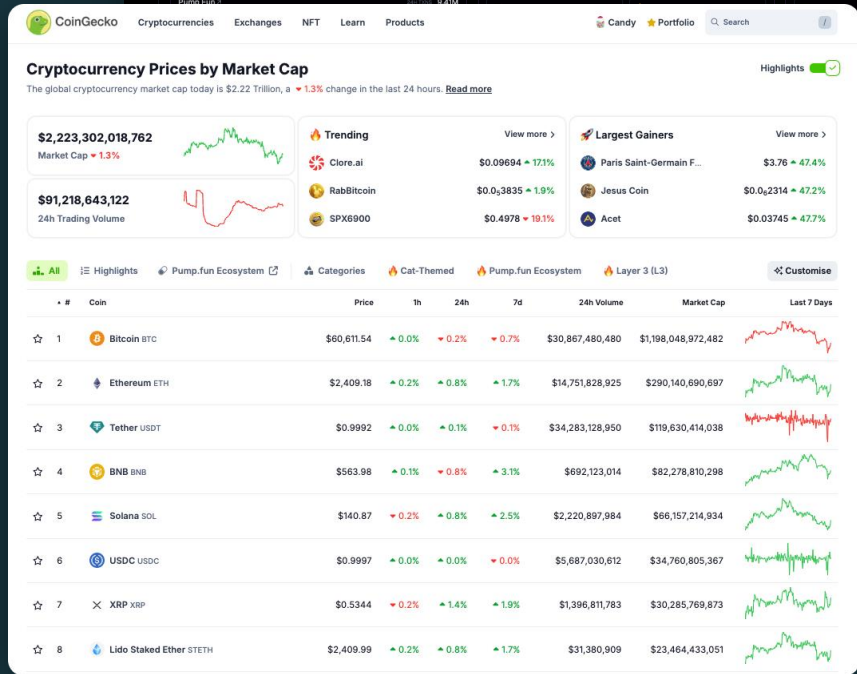 Pump Fun
9.41M
CoinGecko Cryptocurrencies Exchanges NFT Learn Products Candy Portfolio Search /
Cryptocurrency Prices by Market Cap Highlights
The global cryptocurrency market cap today is $2.22 Trillion, a 1.3% change in the last 24 hours. Read more
$2,223,302,018,762
Market Cap 1.3%
$91,218,643,122
24h Trading Volume
Trending View more >
Clore.ai $0.09694 17.1%
RabBitcoin $0.0₅3835 1.9%
SPX6900 $0.4978 19.1%
Largest Gainers View more >
Paris Saint-Germain F... $3.76 47.4%
Jesus Coin $0.0₆2314 47.2%
Acet $0.03745 47.7%
All Highlights Pump.fun Ecosystem Categories Cat-Themed Pump.fun Ecosystem Layer 3 (L3) Customise
# Coin Price 1h 24h 7d 24h Volume Market Cap Last 7 Days
1 Bitcoin BTC $60,611.54 0.0% 0.2% 0.7% $30,867,480,480 $1,198,048,972,482
2 Ethereum ETH $2,409.18 0.2% 0.8% 1.7% $14,751,828,925 $290,140,690,697
3 Tether USDT $0.9992 0.0% 0.1% 0.1% $34,283,128,950 $119,630,414,038
4 BNB BNB $563.98 0.1% 0.8% 3.1% $692,123,014 $82,278,810,298
5 Solana SOL $140.87 0.2% 0.8% 2.5% $2,220,897,984 $66,157,214,934
6 USDC USDC $0.9997 0.0% 0.0% 0.0% $5,687,030,612 $34,760,805,367
7 XRP XRP $0.5344 0.2% 1.4% 1.9% $1,396,811,783 $30,285,769,873
8 Lido Staked Ether STETH $2,409.99 0.2% 0.8% 1.7% $31,380,909 $23,464,433,051